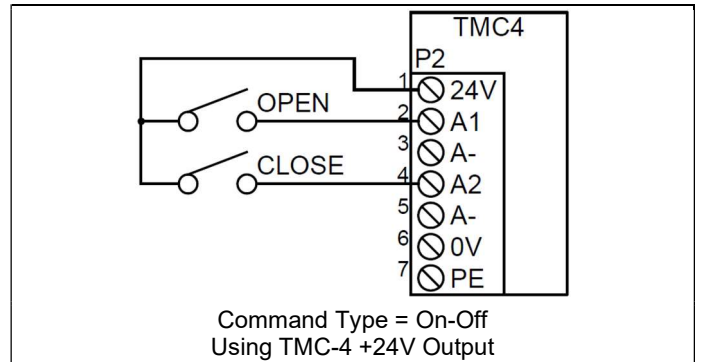 TMC4
P2
1 24V
OPEN
2 A1
3 A-
CLOSE
4 A2
5 A-
6 0V
7 PE
Command Type = On-Off
Using TMC-4 +24V Output